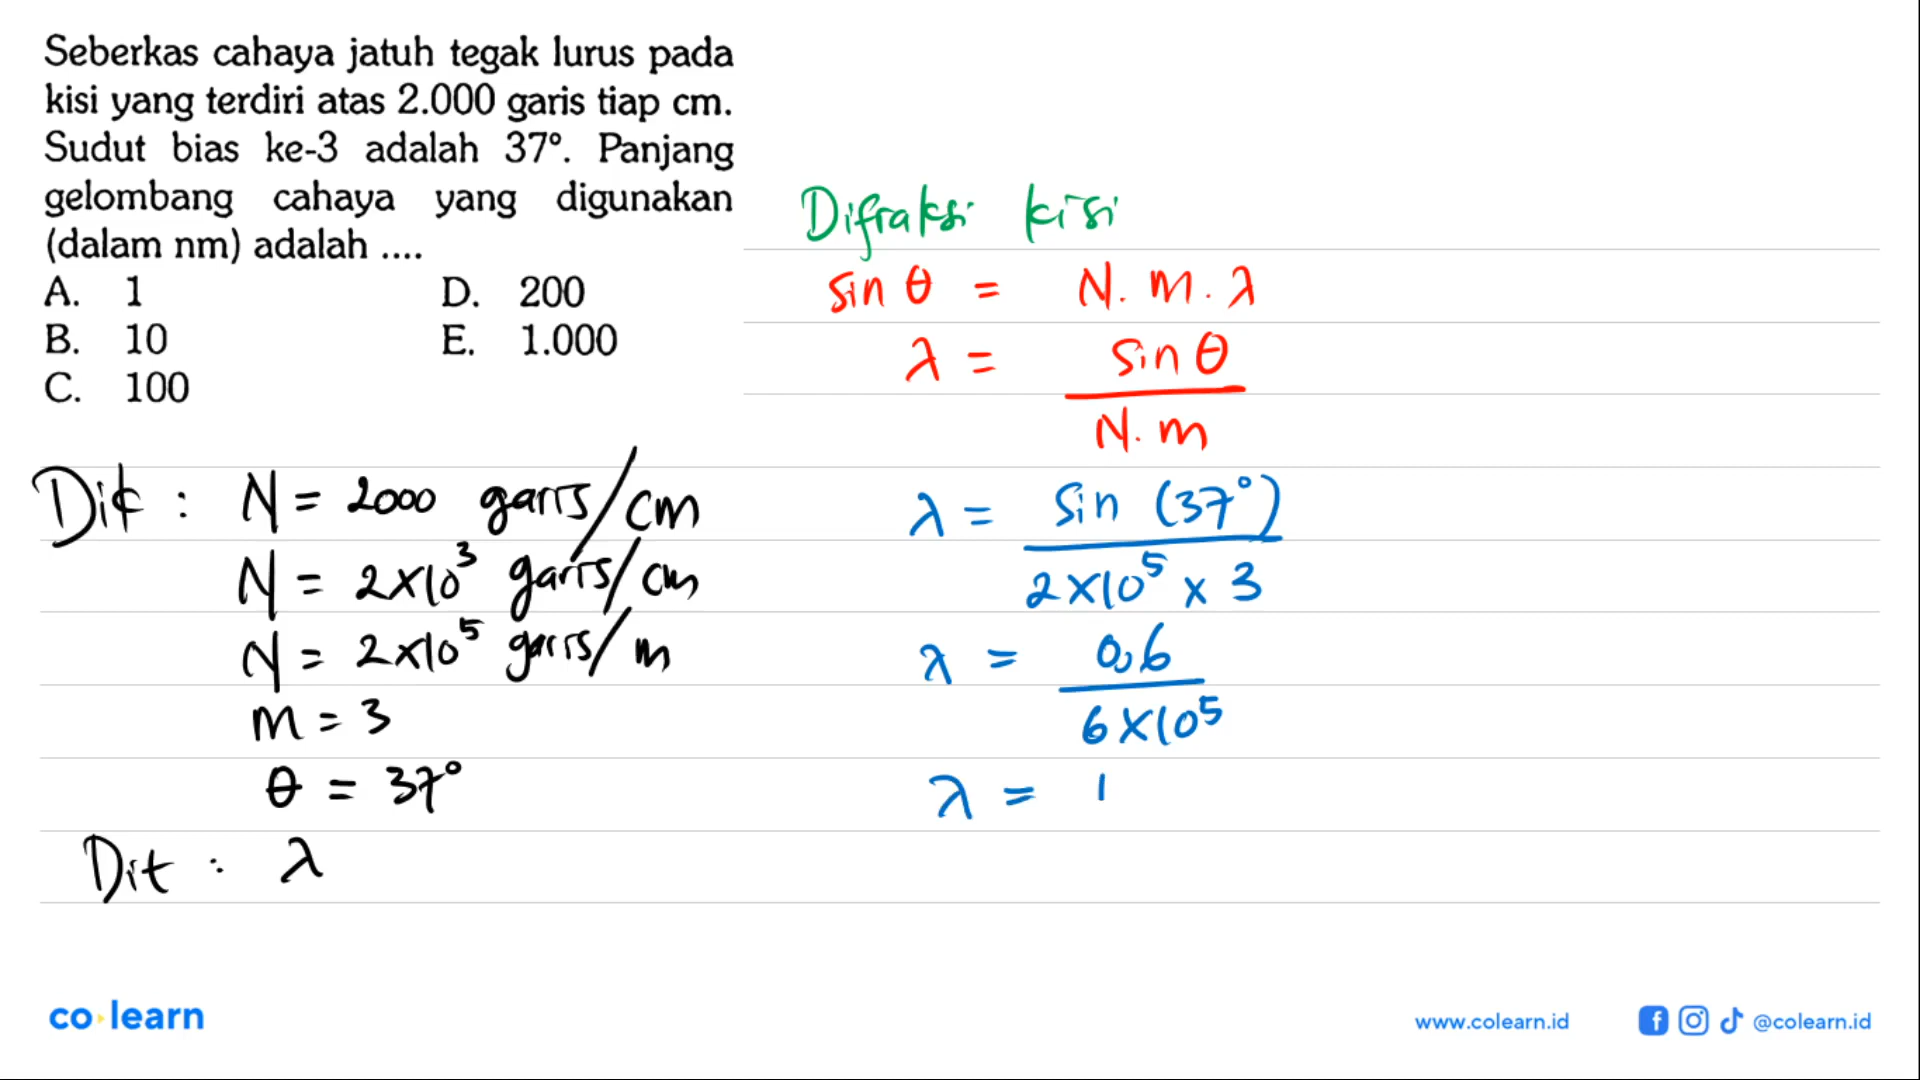 Seberkas cahaya jatuh tegak lurus pada
kisi yang terdiri atas 2.000 garis tiap cm.
Sudut bias ke-3 adalah 37°. Panjang
gelombang cahaya yang digunakan
(dalam nm) adalah ....
A. 1
B. 10
C. 100
D. 200
E. 1.000
Dik : N = 2000 garis/cm
N = 2×10³ garis/cm
N = 2×10⁵ garis/m
m = 3
θ = 37°
Dit : λ
Difraksi kisi
sin θ = N. m. λ
λ = sin θ / N. m
λ = sin (37°) / 2×10⁵ × 3
λ = 0,6 / 6×10⁵
λ = 1
co learn
www.colearn.id
@colearn.id